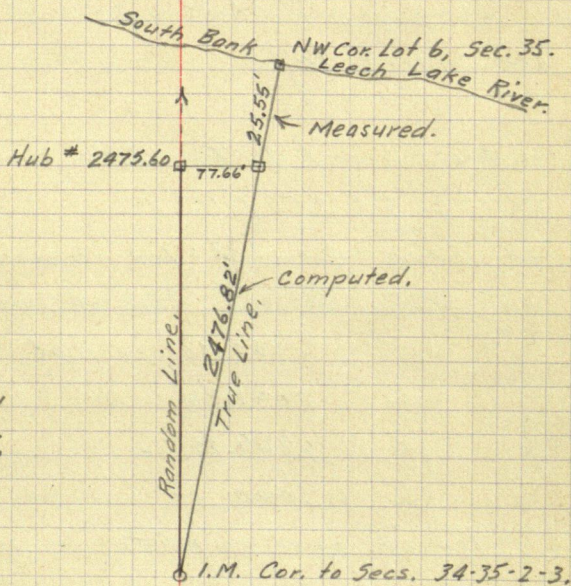 South Bank
NW Cor. Lot 6, Sec. 35.
Leech Lake River.
25.55'
Measured.
Hub # 2475.60
77.66'
Computed.
2476.82'
True Line.
Random Line.
I.M. Cor. to Secs. 34-35-2-3.